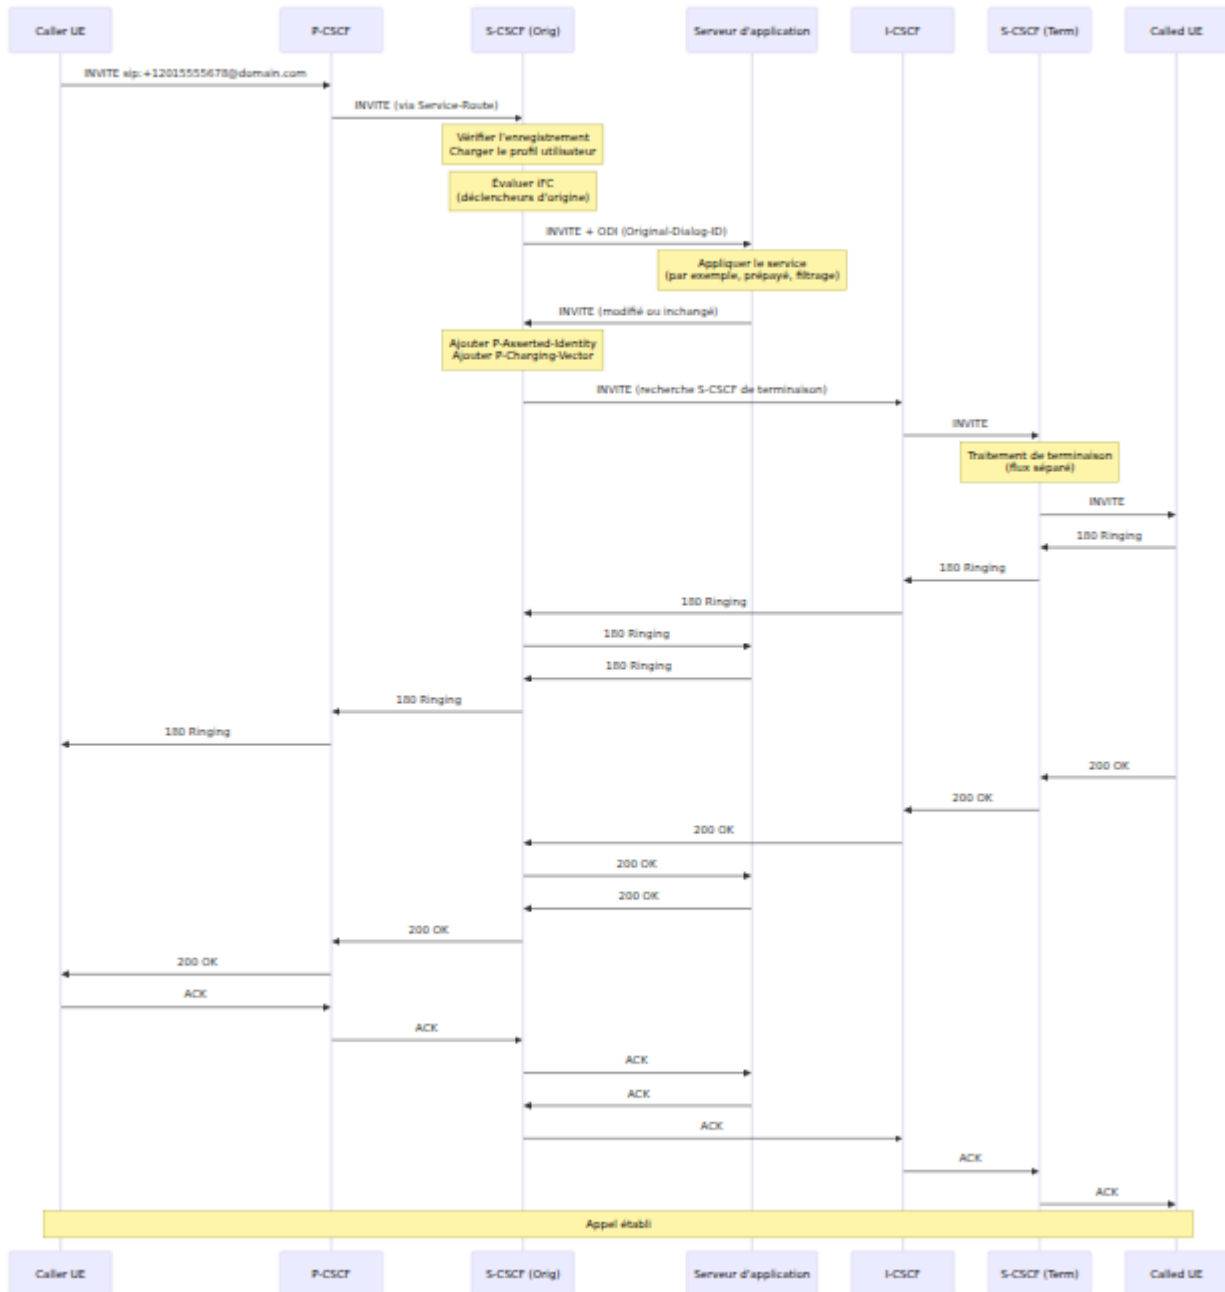 Caller UE
P-CSCF
S-CSCF (Orig)
Serveur d'application
I-CSCF
S-CSCF (Term)
Called UE
INVITE sip:+12015555678@domain.com
INVITE (via Service-Route)
Vérifier l'enregistrement
Charger le profil utilisateur
Évaluer iFC
(déclencheurs d'origine)
INVITE + ODI (Original-Dialog-ID)
Appliquer le service
(par exemple, prépayé, filtrage)
INVITE (modifié ou inchangé)
Ajouter P-Asserted-Identity
Ajouter P-Charging-Vector
INVITE (recherche S-CSCF de terminaison)
INVITE
Traitement de terminaison
(flux séparé)
INVITE
180 Ringing
180 Ringing
180 Ringing
180 Ringing
180 Ringing
180 Ringing
180 Ringing
200 OK
200 OK
200 OK
200 OK
200 OK
200 OK
200 OK
ACK
ACK
ACK
ACK
ACK
ACK
ACK
Appel établi
Caller UE
P-CSCF
S-CSCF (Orig)
Serveur d'application
I-CSCF
S-CSCF (Term)
Called UE